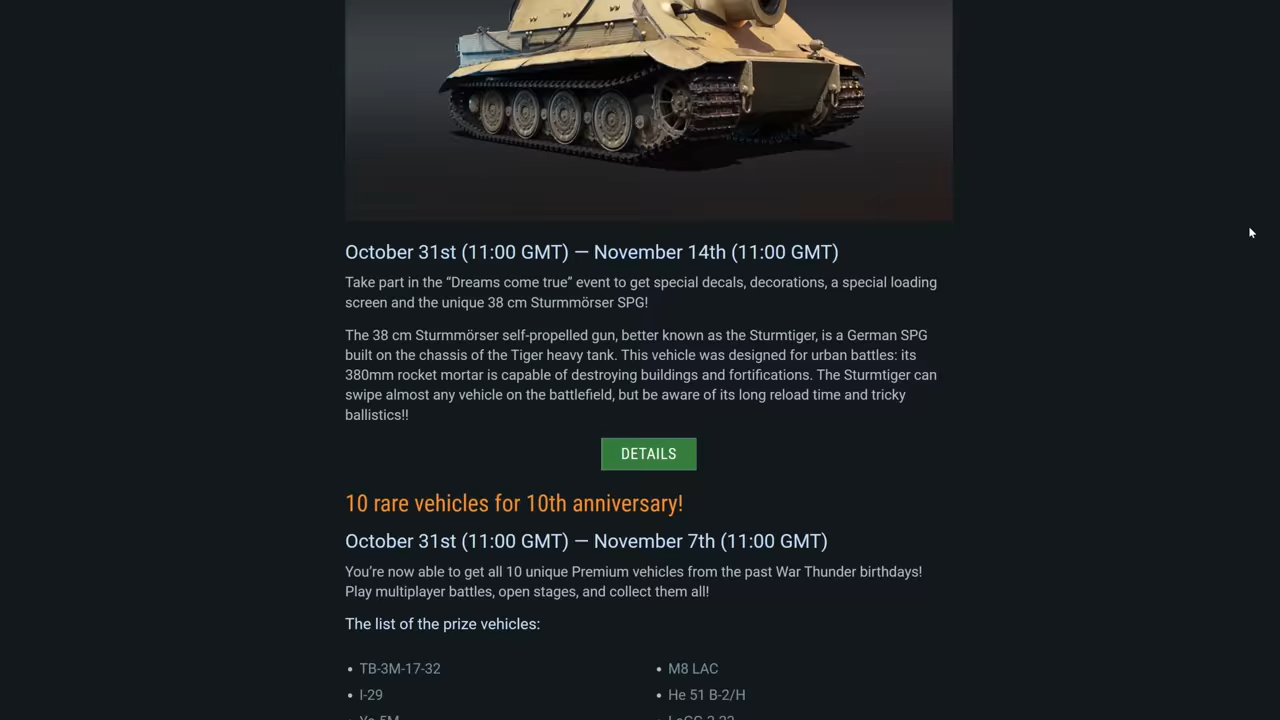 October 31st (11:00 GMT) — November 14th (11:00 GMT)
Take part in the “Dreams come true” event to get special decals, decorations, a special loading
screen and the unique 38 cm Sturmmörser SPG!
The 38 cm Sturmmörser self-propelled gun, better known as the Sturmtiger, is a German SPG
built on the chassis of the Tiger heavy tank. This vehicle was designed for urban battles: its
380mm rocket mortar is capable of destroying buildings and fortifications. The Sturmtiger can
swipe almost any vehicle on the battlefield, but be aware of its long reload time and tricky
ballistics!!
DETAILS
10 rare vehicles for 10th anniversary!
October 31st (11:00 GMT) — November 7th (11:00 GMT)
You’re now able to get all 10 unique Premium vehicles from the past War Thunder birthdays!
Play multiplayer battles, open stages, and collect them all!
The list of the prize vehicles:
• TB-3M-17-32
• M8 LAC
• I-29
• He 51 B-2/H